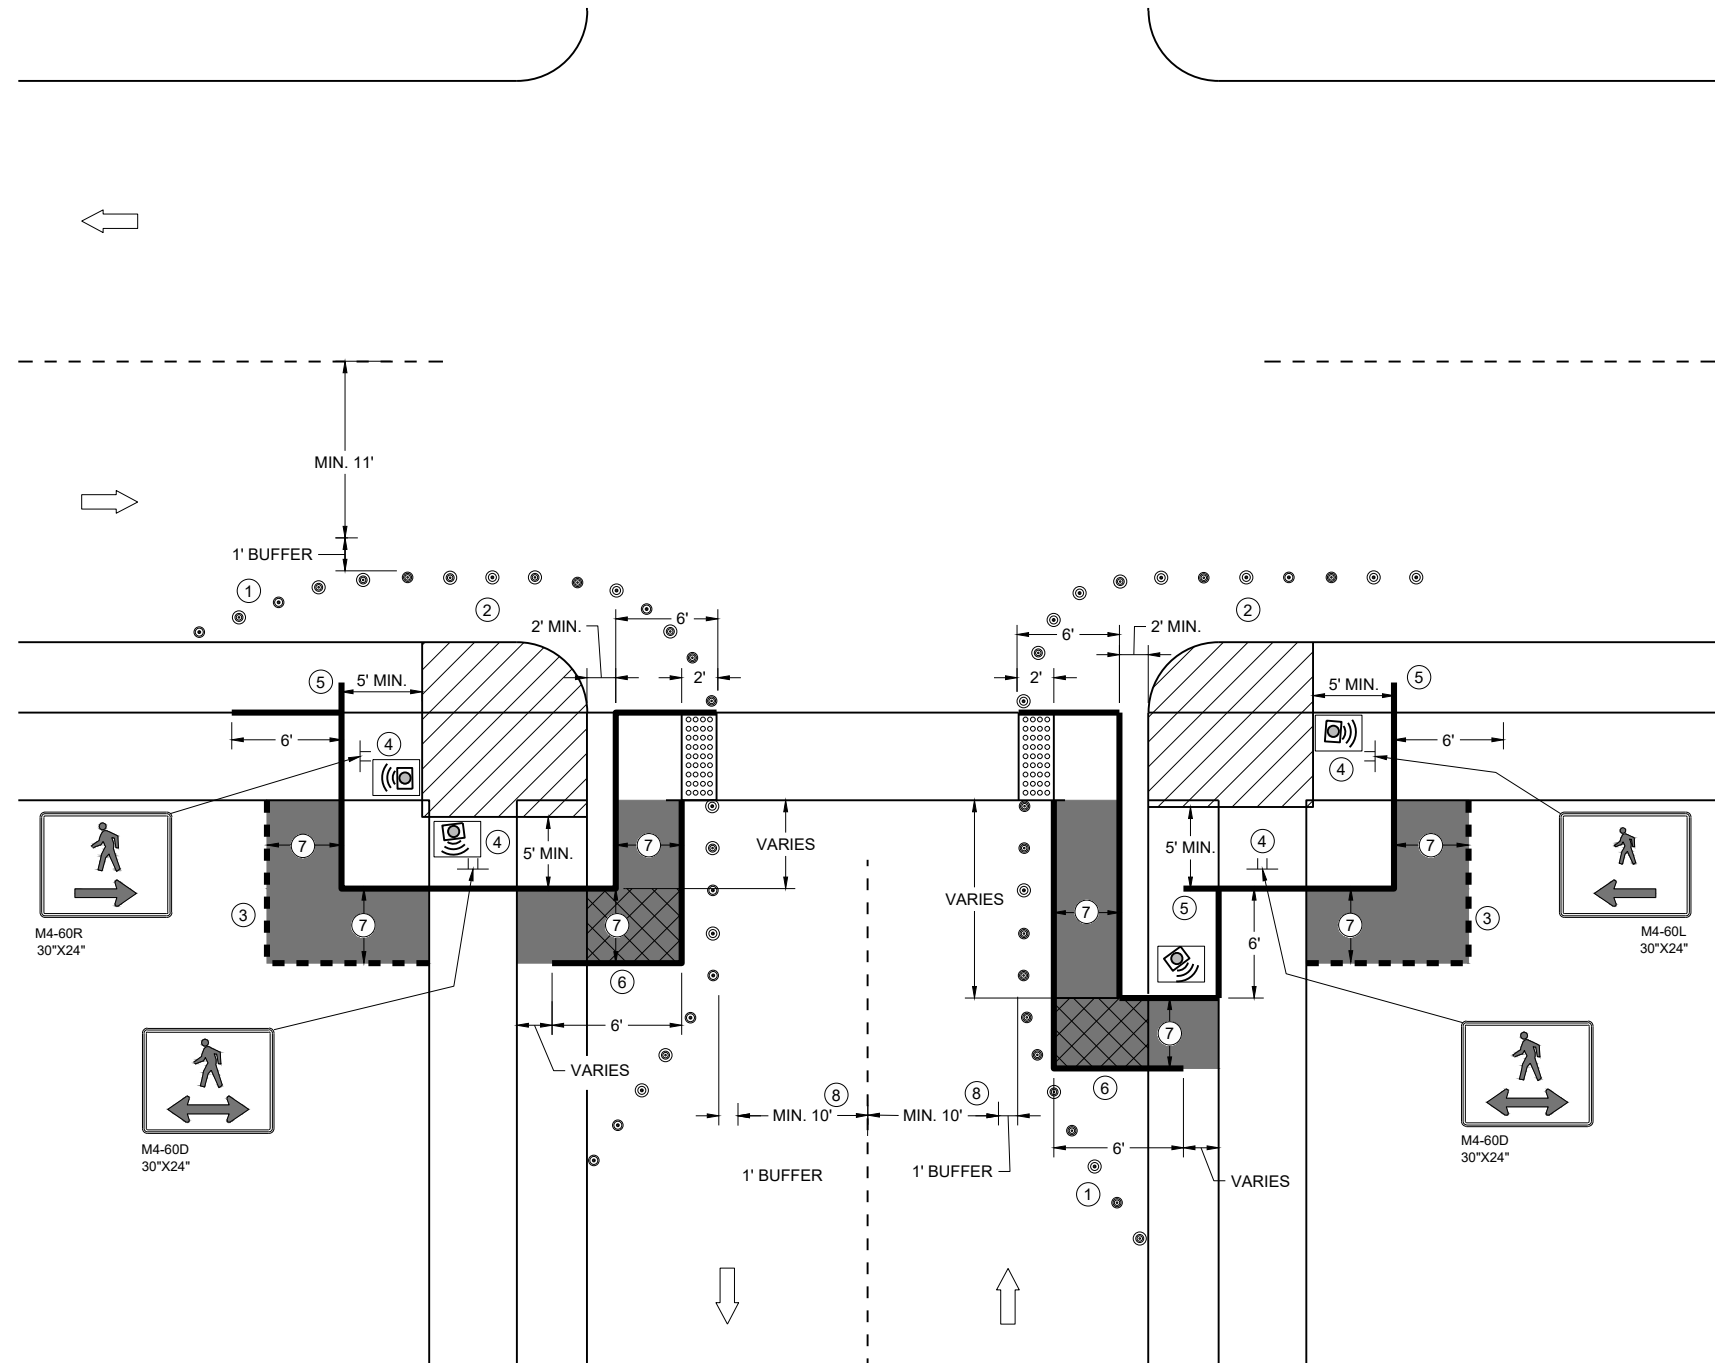 MIN. 11'
1' BUFFER
1
2
2' MIN.
6'
6'
2' MIN.
2
5
5' MIN.
2'
2'
5' MIN.
5
6'
4
4
6'
7
4
5' MIN.
7
VARIES
VARIES
5' MIN.
4
7
M4-60R
30"X24"
3
7
7
7
5
6'
7
3
M4-60L
30"X24"
6
6'
VARIES
7
6
8
MIN. 10'
8
MIN. 10'
M4-60D
30"X24"
1' BUFFER
1' BUFFER
6'
VARIES
1
M4-60D
30"X24"